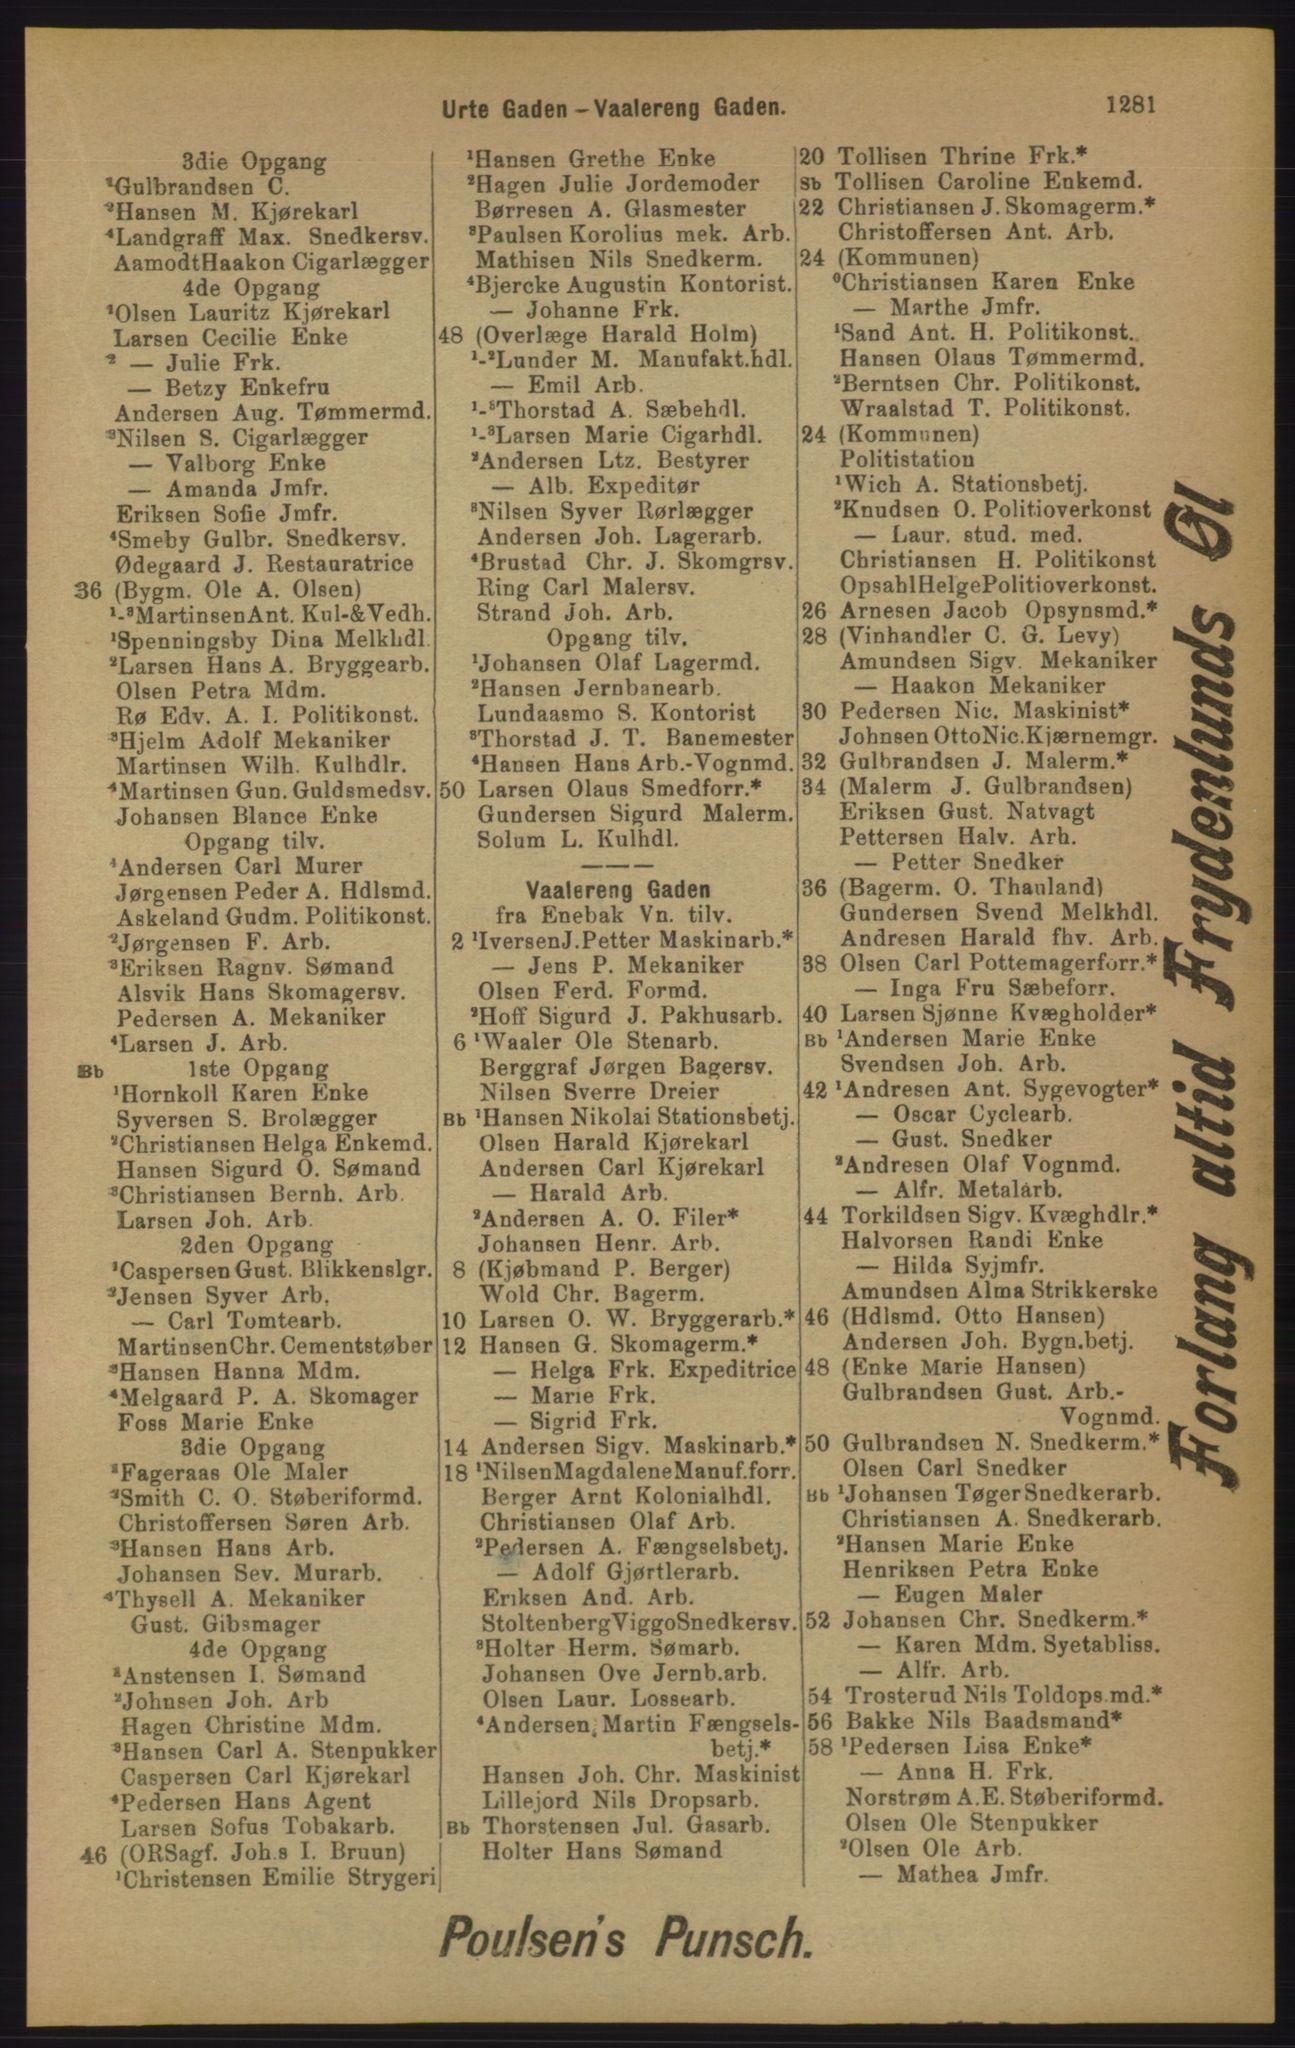 Urte Gaden – Vaalereng Gaden.
1281
3die Opgang
¹Gulbrandsen C.
²Hansen M. Kjørekarl
⁴Landgraff Max. Snedkersv.
Aamodt Haakon Cigarlægger
4de Opgang
¹Olsen Lauritz Kjørekarl
Larsen Cecilie Enke
² — Julie Frk.
— Betzy Enkefru
Andersen Aug. Tømmermd.
³Nilsen S. Cigarlægger
— Valborg Enke
— Amanda Jmfr.
Eriksen Sofie Jmfr.
⁴Smeby Gulbr. Snedkersv.
Ødegaard J. Restauratrice
36 (Bygm. Ole A. Olsen)
¹-³Martinsen Ant. Kul-& Vedh.
¹Spenningsby Dina Melkhdl.
²Larsen Hans A. Bryggearb.
Olsen Petra Mdm.
Rø Edv. A. I. Politikonst.
³Hjelm Adolf Mekaniker
Martinsen Wilh. Kulhdlr.
⁴Martinsen Gun. Guldsmedsv.
Johansen Blance Enke
Opgang tilv.
¹Andersen Carl Murer
Jørgensen Peder A. Hdlsmd.
Askeland Gudm. Politikonst.
²Jørgensen F. Arb.
³Eriksen Ragnv. Sømand
Alsvik Hans Skomagersv.
Pedersen A. Mekaniker
⁴Larsen J. Arb.
Bb 1ste Opgang
¹Hornkoll Karen Enke
Syversen S. Brolægger
²Christiansen Helga Enkemd.
Hansen Sigurd O. Sømand
³Christiansen Bernh. Arb.
Larsen Joh. Arb.
2den Opgang
¹Caspersen Gust. Blikkenslgr.
²Jensen Syver Arb.
— Carl Tomtearb.
Martinsen Chr. Cementstøber
³Hansen Hanna Mdm.
⁴Melgaard P. A. Skomager
Foss Marie Enke
3die Opgang
¹Fageraas Ole Maler
²Smith C. O. Støberiformd.
Christoffersen Søren Arb.
³Hansen Hans Arb.
Johansen Sev. Murarb.
⁴Thysell A. Mekaniker
Gust. Gibsmager
4de Opgang
¹Anstensen I. Sømand
²Johnsen Joh. Arb
Hagen Christine Mdm.
³Hansen Carl A. Stenpukker
Caspersen Carl Kjørekarl
⁴Pedersen Hans Agent
Larsen Sofus Tobakarb.
46 (ORSagf. Joh.s I. Bruun)
¹Christensen Emilie Strygeri
¹Hansen Grethe Enke
²Hagen Julie Jordemoder
Børresen A. Glasmester
³Paulsen Korolius mek. Arb.
Mathisen Nils Snedkerm.
⁴Bjercke Augustin Kontorist.
— Johanne Frk.
48 (Overlæge Harald Holm)
¹-²Lunder M. Manufakt.hdl.
— Emil Arb.
¹-³Thorstad A. Sæbehdl.
¹-³Larsen Marie Cigarhdl.
²Andersen Ltz. Bestyrer
— Alb. Expeditør
³Nilsen Syver Rørlægger
Andersen Joh. Lagerarb.
⁴Brustad Chr. J. Skomgrsv.
Ring Carl Malersv.
Strand Joh. Arb.
Opgang tilv.
¹Johansen Olaf Lagermd.
²Hansen Jernbanearb.
Lundaasmo S. Kontorist
³Thorstad J. T. Banemester
⁴Hansen Hans Arb.-Vognmd.
50 Larsen Olaus Smedforr.*
Gundersen Sigurd Malerm.
Solum L. Kulhdl.
Vaalereng Gaden
fra Enebak Vn. tilv.
2 ¹Iversen J. Petter Maskinarb.*
— Jens P. Mekaniker
Olsen Ferd. Formd.
²Hoff Sigurd J. Pakhusarb.
6 ¹Waaler Ole Stenarb.
Berggraf Jørgen Bagersv.
Nilsen Sverre Dreier
Bb ¹Hansen Nikolai Stationsbetj.
Olsen Harald Kjørekarl
Andersen Carl Kjørekarl
— Harald Arb.
²Andersen A. O. Filer*
Johansen Henr. Arb.
8 (Kjøbmand P. Berger)
Wold Chr. Bagerm.
10 Larsen O. W. Bryggerarb.*
12 Hansen G. Skomagerm.*
— Helga Frk. Expeditrice
— Marie Frk.
— Sigrid Frk.
14 Andersen Sigv. Maskinarb.*
18 ¹Nilsen Magdalene Manuf.forr.
Berger Arnt Kolonialhdl.
Christiansen Olaf Arb.
²Pedersen A. Fængselsbetj.
— Adolf Gjørtlerarb.
Eriksen And. Arb.
Stoltenberg Viggo Snedkersv.
³Holter Herm. Sømarb.
Johansen Ove Jernb.arb.
Olsen Laur. Lossearb.
⁴Andersen Martin Fængsels-
betj.*
Hansen Joh. Chr. Maskinist
Lillejord Nils Dropsarb.
Bb Thorstensen Jul. Gasarb.
Holter Hans Sømand
20 Tollisen Thrine Frk.*
Sb Tollisen Caroline Enkemd.
22 Christiansen J. Skomagerm.*
Christoffersen Ant. Arb.
24 (Kommunen)
⁰Christiansen Karen Enke
— Marthe Jmfr.
¹Sand Ant. H. Politikonst.
Hansen Olaus Tømmermd.
²Berntsen Chr. Politikonst.
Wraalstad T. Politikonst.
24 (Kommunen)
Politistation
¹Wich A. Stationsbetj.
²Knudsen O. Politioverkonst
— Laur. stud. med.
Christiansen H. Politikonst
Opsahl Helge Politioverkonst.
26 Arnesen Jacob Opsynsmd.*
28 (Vinhandler C. G. Levy)
Amundsen Sigv. Mekaniker
— Haakon Mekaniker
30 Pedersen Nic. Maskinist*
Johnsen Otto Nic. Kjærnemgr.
32 Gulbrandsen J. Malerm.*
34 (Malerm J. Gulbrandsen)
Eriksen Gust. Natvagt
Pettersen Halv. Arb.
— Petter Snedker
36 (Bagerm. O. Thauland)
Gundersen Svend Melkhdl.
Andresen Harald fhv. Arb.
38 Olsen Carl Pottemagerforr.*
— Inga Fru Sæbeforr.
40 Larsen Sjønne Kvægholder*
Bb ¹Andersen Marie Enke
Svendsen Joh. Arb.
42 ¹Andresen Ant. Sygevogter*
— Oscar Cyclearb.
— Gust. Snedker
²Andresen Olaf Vognmd.
— Alfr. Metalarb.
44 Torkildsen Sigv. Kvæghdlr.*
Halvorsen Randi Enke
— Hilda Syjmfr.
Amundsen Alma Strikkerske
46 (Hdlsmd. Otto Hansen)
Andersen Joh. Bygn.betj.
48 (Enke Marie Hansen)
Gulbrandsen Gust. Arb.-
Vognmd.
50 Gulbrandsen N. Snedkerm.*
Olsen Carl Snedker
Bb ¹Johansen Tøger Snedkerarb.
Christiansen A. Snedkerarb.
²Hansen Marie Enke
Henriksen Petra Enke
— Eugen Maler
52 Johansen Chr. Snedkerm.*
— Karen Mdm. Syetabliss.
— Alfr. Arb.
54 Trosterud Nils Toldops.md.*
56 Bakke Nils Baadsmand*
58 ¹Pedersen Lisa Enke*
— Anna H. Frk.
Norstrøm A.E. Støberiformd.
Olsen Ole Stenpukker
²Olsen Ole Arb.
— Mathea Jmfr.
Forlang altid Frydenlunds Øl
Poulsen's Punsch.